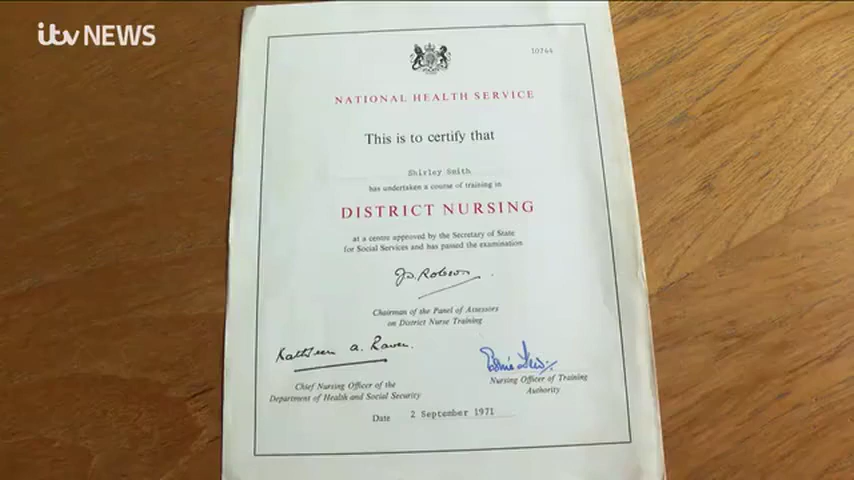 itv NEWS
10744
NATIONAL HEALTH SERVICE
This is to certify that
Shirley Smith
has undertaken a course of training in
DISTRICT NURSING
at a centre approved by the Secretary of State
for Social Services and has passed the examination
J.D. Robson
Chairman of the Panel of Assessors
on District Nurse Training
Kathleen A. Raven.
Chief Nursing Officer of the
Department of Health and Social Security
Nursing Officer of Training
Authority
Date 2 September 1971